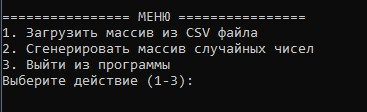 ================ МЕНЮ ================
1. Загрузить массив из CSV файла
2. Сгенерировать массив случайных чисел
3. Выйти из программы
Выберите действие (1-3):